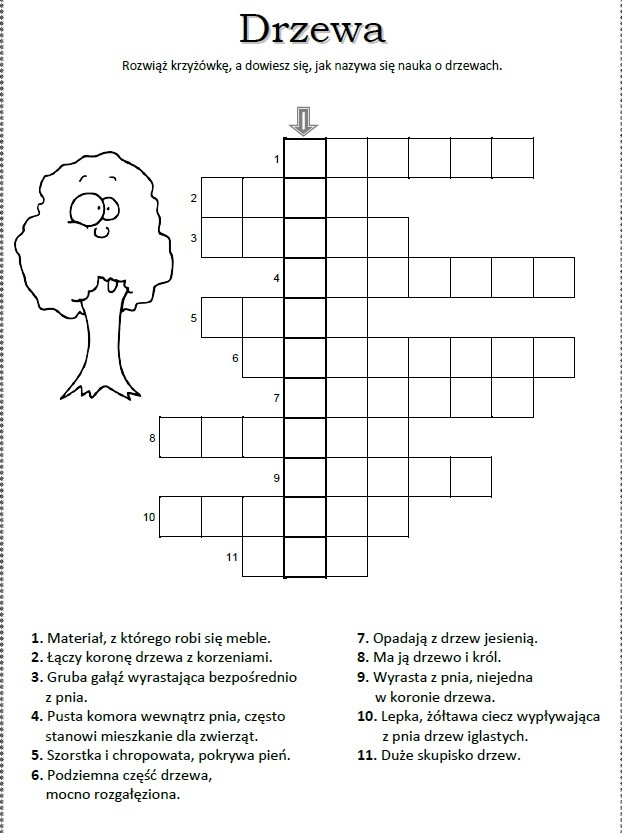 Drzewa
Rozwiąż krzyżówkę, a dowiesz się, jak nazywa się nauka o drzewach.
1
2
3
4
5
6
7
8
9
10
11
1. Materiał, z którego robi się meble.
2. Łączy koronę drzewa z korzeniami.
3. Gruba gałąź wyrastająca bezpośrednio
z pnia.
4. Pusta komora wewnątrz pnia, często
stanowi mieszkanie dla zwierząt.
5. Szorstka i chropowata, pokrywa pień.
6. Podziemna część drzewa,
mocno rozgałęziona.
7. Opadają z drzew jesienią.
8. Ma ją drzewo i król.
9. Wyrasta z pnia, niejedna
w koronie drzewa.
10. Lepka, żółtawa ciecz wypływająca
z pnia drzew iglastych.
11. Duże skupisko drzew.